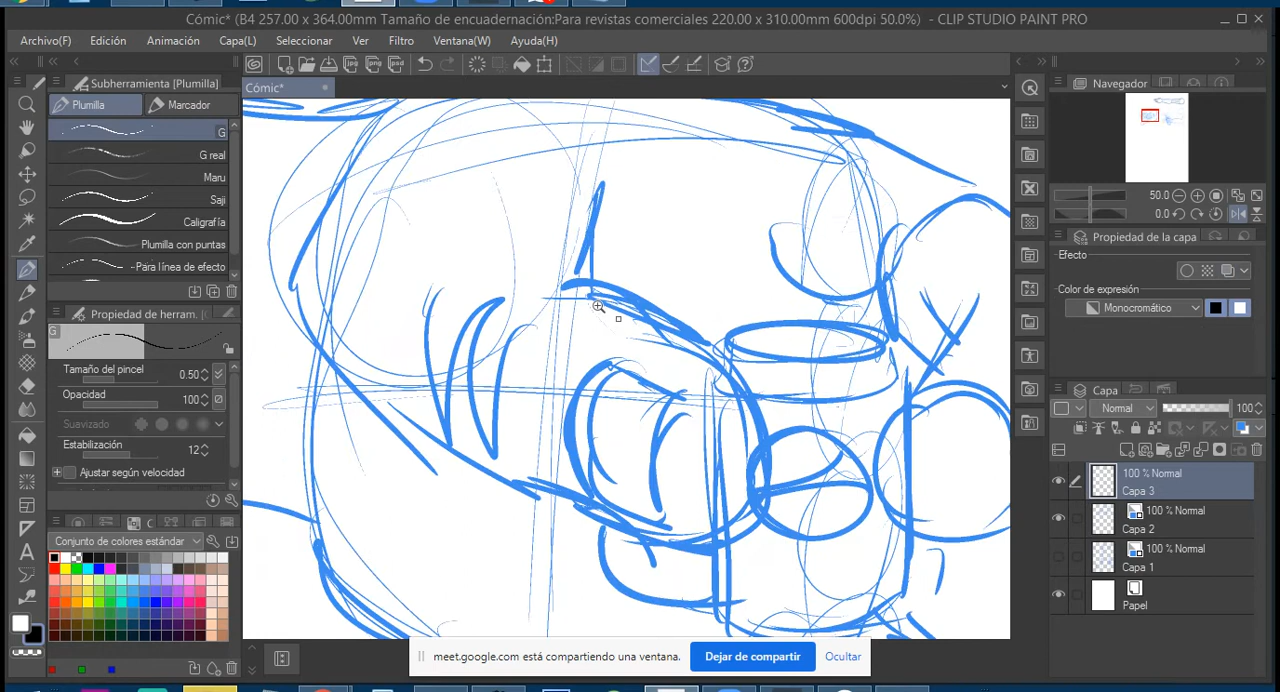 Cómic* (B4 257.00 x 364.00mm Tamaño de encuadernación:Para revistas comerciales 220.00 x 310.00mm 600dpi 50.0%) - CLIP STUDIO PAINT PRO
Archivo(F) Edición Animación Capa(L) Seleccionar Ver Filtro Ventana(W) Ayuda(H)
Subherramienta [Plumilla]
Cómic*
Navegador
Plumilla Marcador
G
G real
Maru
Saji
Caligrafía
Plumilla con puntas
Para línea de efecto
50.0
0.0
Propiedad de la capa
Efecto
Color de expresión
Monocromático
Propiedad de herram.
G
Tamaño del pincel 0.50
Opacidad 100
Suavizado
Estabilización 12
Ajustar según velocidad
Capa
Normal 100
100 % Normal
Capa 3
100 % Normal
Capa 2
100 % Normal
Capa 1
Papel
C
Conjunto de colores estándar
meet.google.com está compartiendo una ventana. Dejar de compartir Ocultar